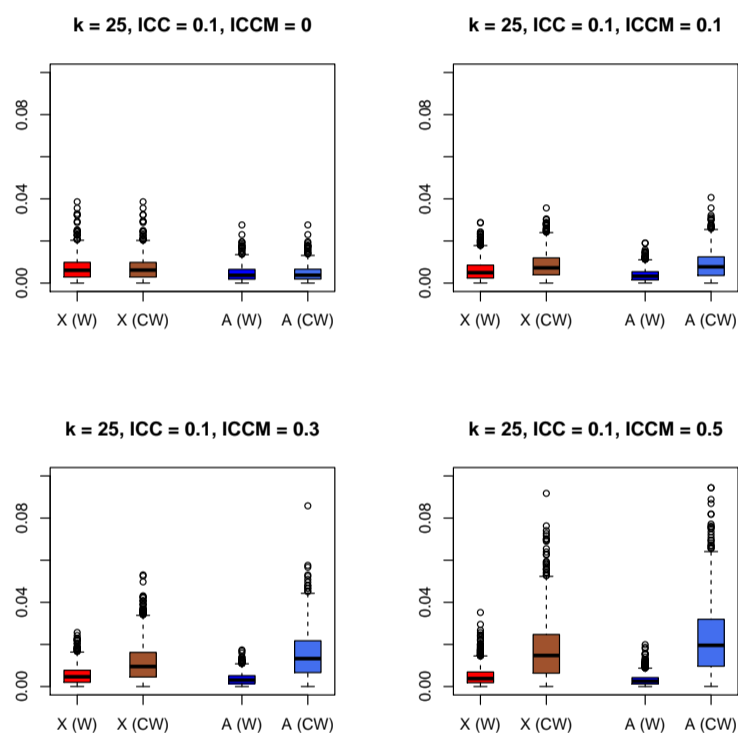 k = 25, ICC = 0.1, ICCM = 0
0.00 0.04 0.08
X (W) X (CW) A (W) A (CW)
k = 25, ICC = 0.1, ICCM = 0.1
0.00 0.04 0.08
X (W) X (CW) A (W) A (CW)
k = 25, ICC = 0.1, ICCM = 0.3
0.00 0.04 0.08
X (W) X (CW) A (W) A (CW)
k = 25, ICC = 0.1, ICCM = 0.5
0.00 0.04 0.08
X (W) X (CW) A (W) A (CW)